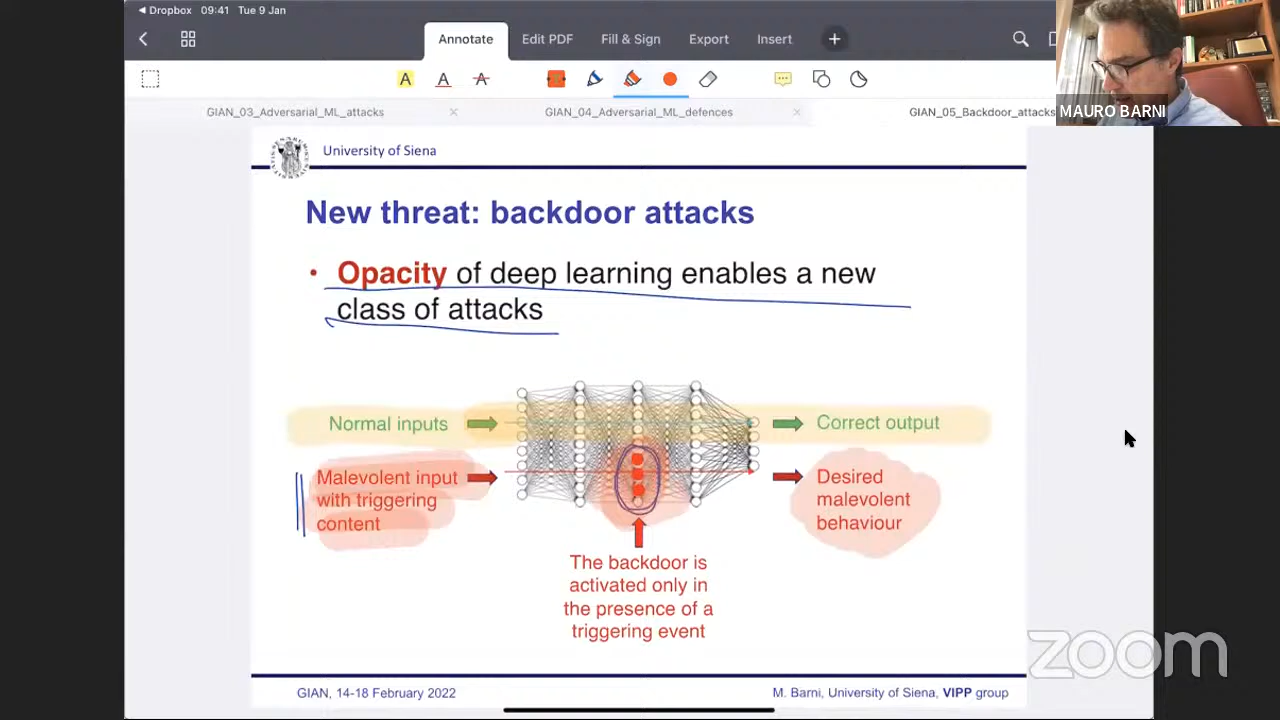 Dropbox 09:41 Tue 9 Jan
Annotate Edit PDF Fill & Sign Export Insert
A A A
GIAN_03_Adversarial_ML_attacks GIAN_04_Adversarial_ML_defences GIAN_05_Backdoor_attacks
MAURO BARNI
University of Siena
New threat: backdoor attacks
• Opacity of deep learning enables a new
class of attacks
Normal inputs
Correct output
Malevolent input
with triggering
content
Desired
malevolent
behaviour
The backdoor is
activated only in
the presence of a
triggering event
zoom
GIAN, 14-18 February 2022
M. Barni, University of Siena, VIPP group